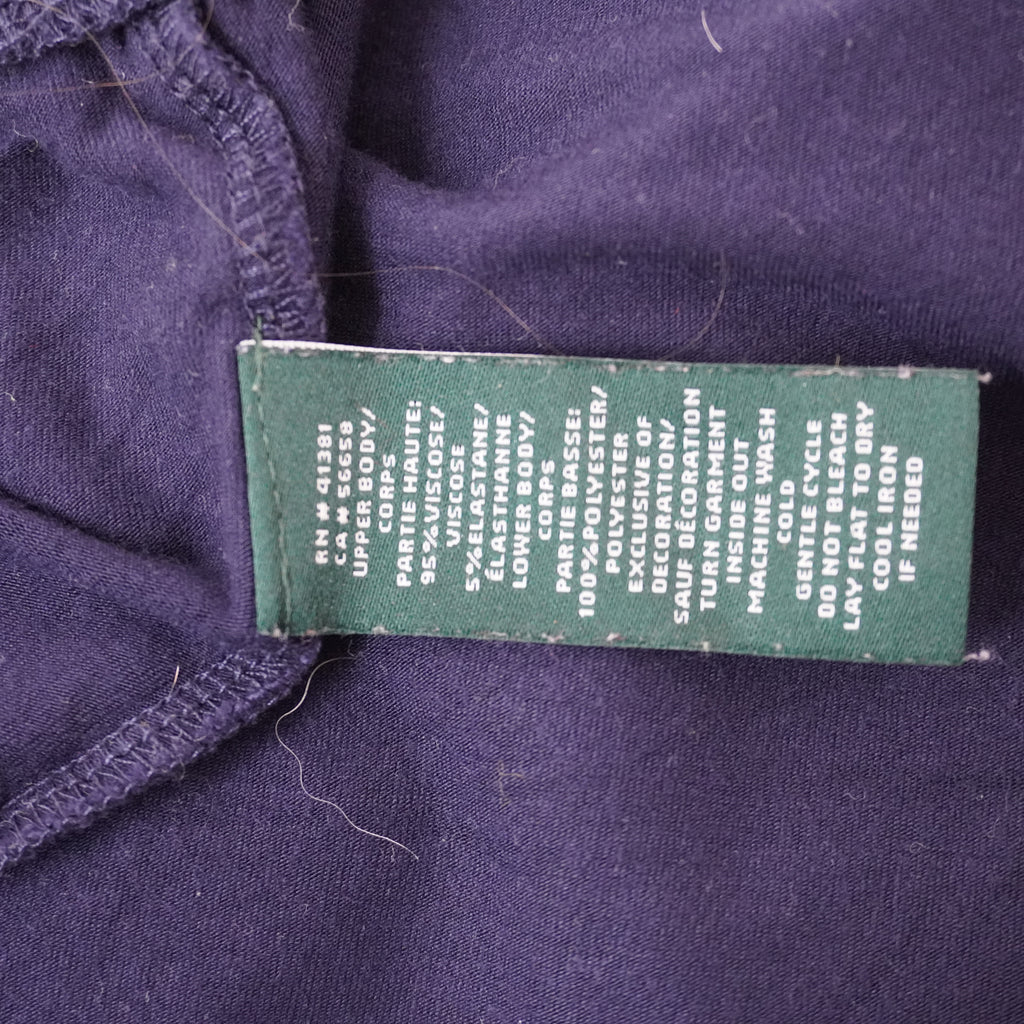 RN # 41381
CA # 56658
UPPER BODY/
CORPS
PARTIE HAUTE:
95%VISCOSE/
VISCOSE
5%ELASTANE/
ÉLASTHANNE
LOWER BODY/
CORPS
PARTIE BASSE:
100%POLYESTER/
POLYESTER
EXCLUSIVE OF
DECORATION/
SAUF DÉCORATION
TURN GARMENT
INSIDE OUT
MACHINE WASH
COLD
GENTLE CYCLE
DO NOT BLEACH
LAY FLAT TO DRY
COOL IRON
IF NEEDED